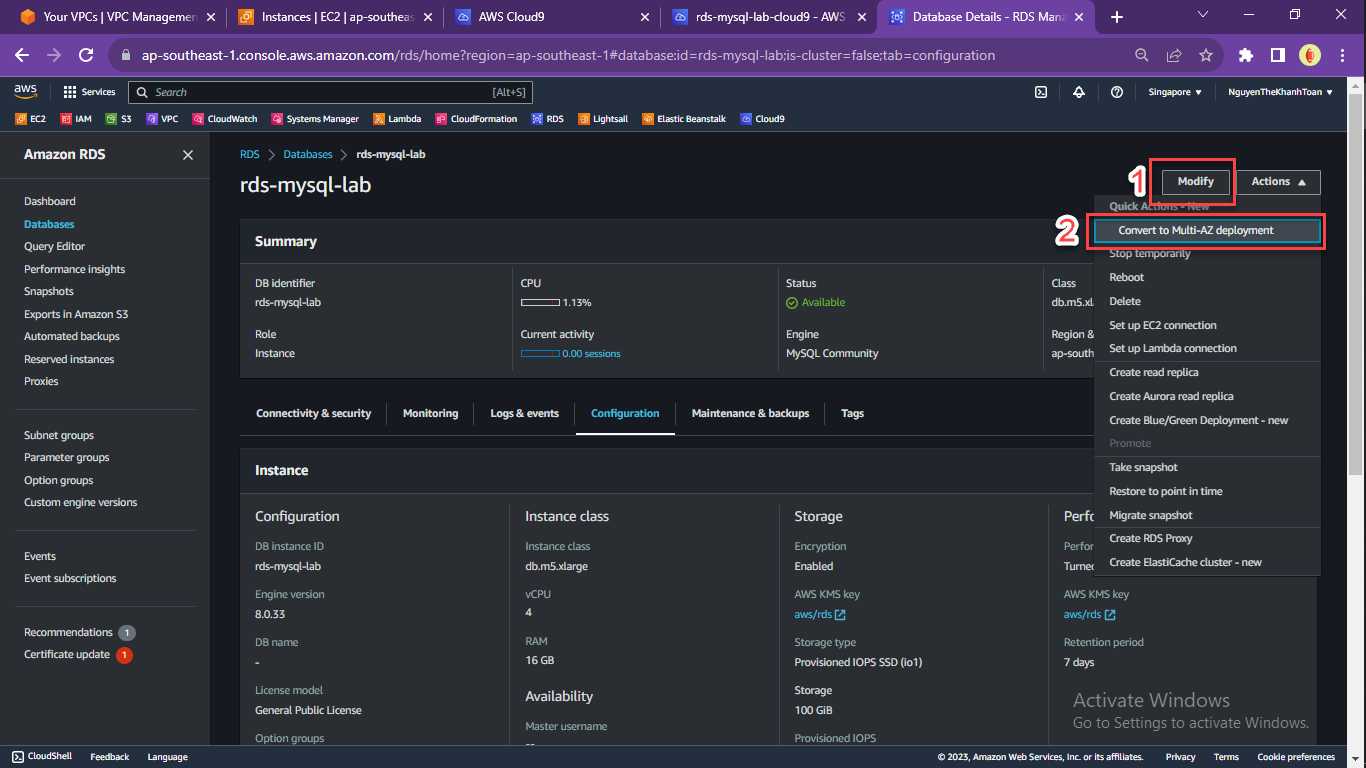 Your VPCs | VPC Managemen
Instances | EC2 | ap-southeas
AWS Cloud9
rds-mysql-lab-cloud9 - AWS
Database Details - RDS Mana
ap-southeast-1.console.aws.amazon.com/rds/home?region=ap-southeast-1#database:id=rds-mysql-lab;is-cluster=false;tab=configuration
aws
Services
Search
[Alt+S]
Singapore
NguyenTheKhanhToan
EC2
IAM
S3
VPC
CloudWatch
Systems Manager
Lambda
CloudFormation
RDS
Lightsail
Elastic Beanstalk
Cloud9
Amazon RDS
Dashboard
Databases
Query Editor
Performance insights
Snapshots
Exports in Amazon S3
Automated backups
Reserved instances
Proxies
Subnet groups
Parameter groups
Option groups
Custom engine versions
Events
Event subscriptions
Recommendations 1
Certificate update 1
RDS
Databases
rds-mysql-lab
rds-mysql-lab
1
Modify
Actions
Quick Actions - New
2
Convert to Multi-AZ deployment
Stop temporarily
Reboot
Delete
Set up EC2 connection
Set up Lambda connection
Create read replica
Create Aurora read replica
Create Blue/Green Deployment - new
Promote
Take snapshot
Restore to point in time
Migrate snapshot
Create RDS Proxy
Create ElastiCache cluster - new
Summary
DB identifier
rds-mysql-lab
Role
Instance
CPU
1.13%
Current activity
0.00 sessions
Status
Available
Engine
MySQL Community
Class
db.m5.xla
Region &
ap-south
Connectivity & security
Monitoring
Logs & events
Configuration
Maintenance & backups
Tags
Instance
Configuration
DB instance ID
rds-mysql-lab
Engine version
8.0.33
DB name
-
License model
General Public License
Option groups
Instance class
Instance class
db.m5.xlarge
vCPU
4
RAM
16 GB
Availability
Master username
Storage
Encryption
Enabled
AWS KMS key
aws/rds
Storage type
Provisioned IOPS SSD (io1)
Storage
100 GiB
Provisioned IOPS
Perfo
Perfor
Turne
AWS KMS key
aws/rds
Retention period
7 days
Activate Windows
Go to Settings to activate Windows.
CloudShell
Feedback
Language
© 2023, Amazon Web Services, Inc. or its affiliates.
Privacy
Terms
Cookie preferences